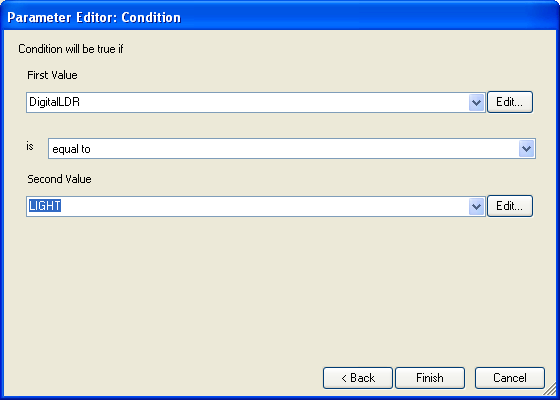 Parameter Editor: Condition
Condition will be true if
First Value
DigitalLDR Edit...
is equal to
Second Value
LIGHT Edit...
< Back Finish Cancel